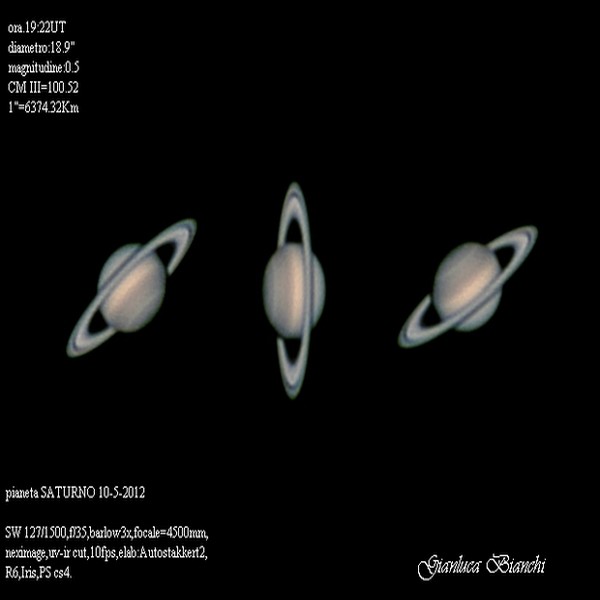 ora.19:22UT
diametro:18.9"
magnitudine:0.5
CM III=100.52
1"=6374.32Km
pianeta SATURNO 10-5-2012
SW 127/1500,f/35,barlow3x,focale=4500mm,
neximage,uv-ir cut,10fps,elab:Autostakkert2,
R6,Iris,PS cs4.
Gianluca Bianchi